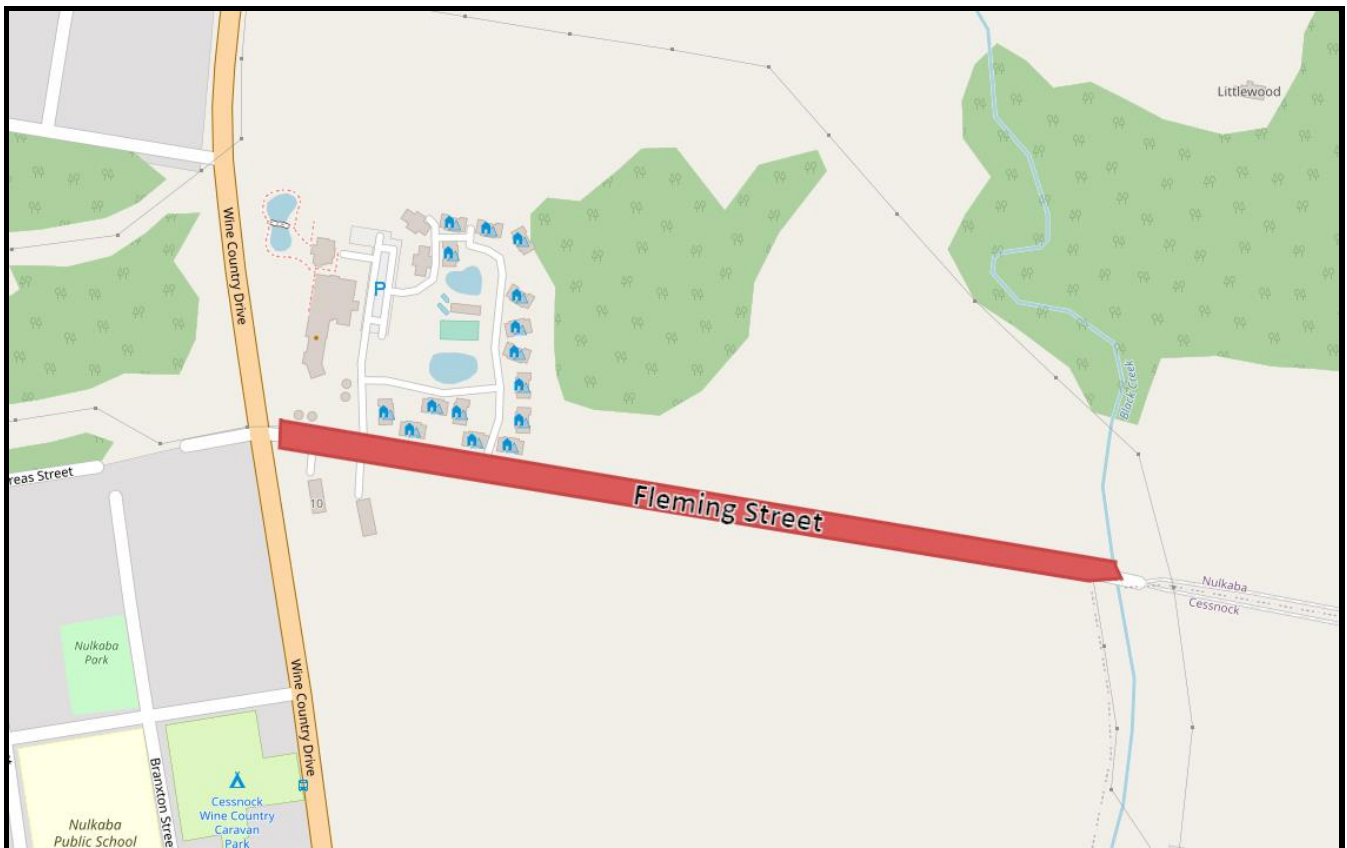 Littlewood
Wine Country Drive
P
Black Creek
reas Street
Fleming Street
10
Nulkaba
Cessnock
Nulkaba
Park
Wine Country Drive
Branxton Stree
Cessnock
Wine Country
Caravan
Park
Nulkaba
Public School